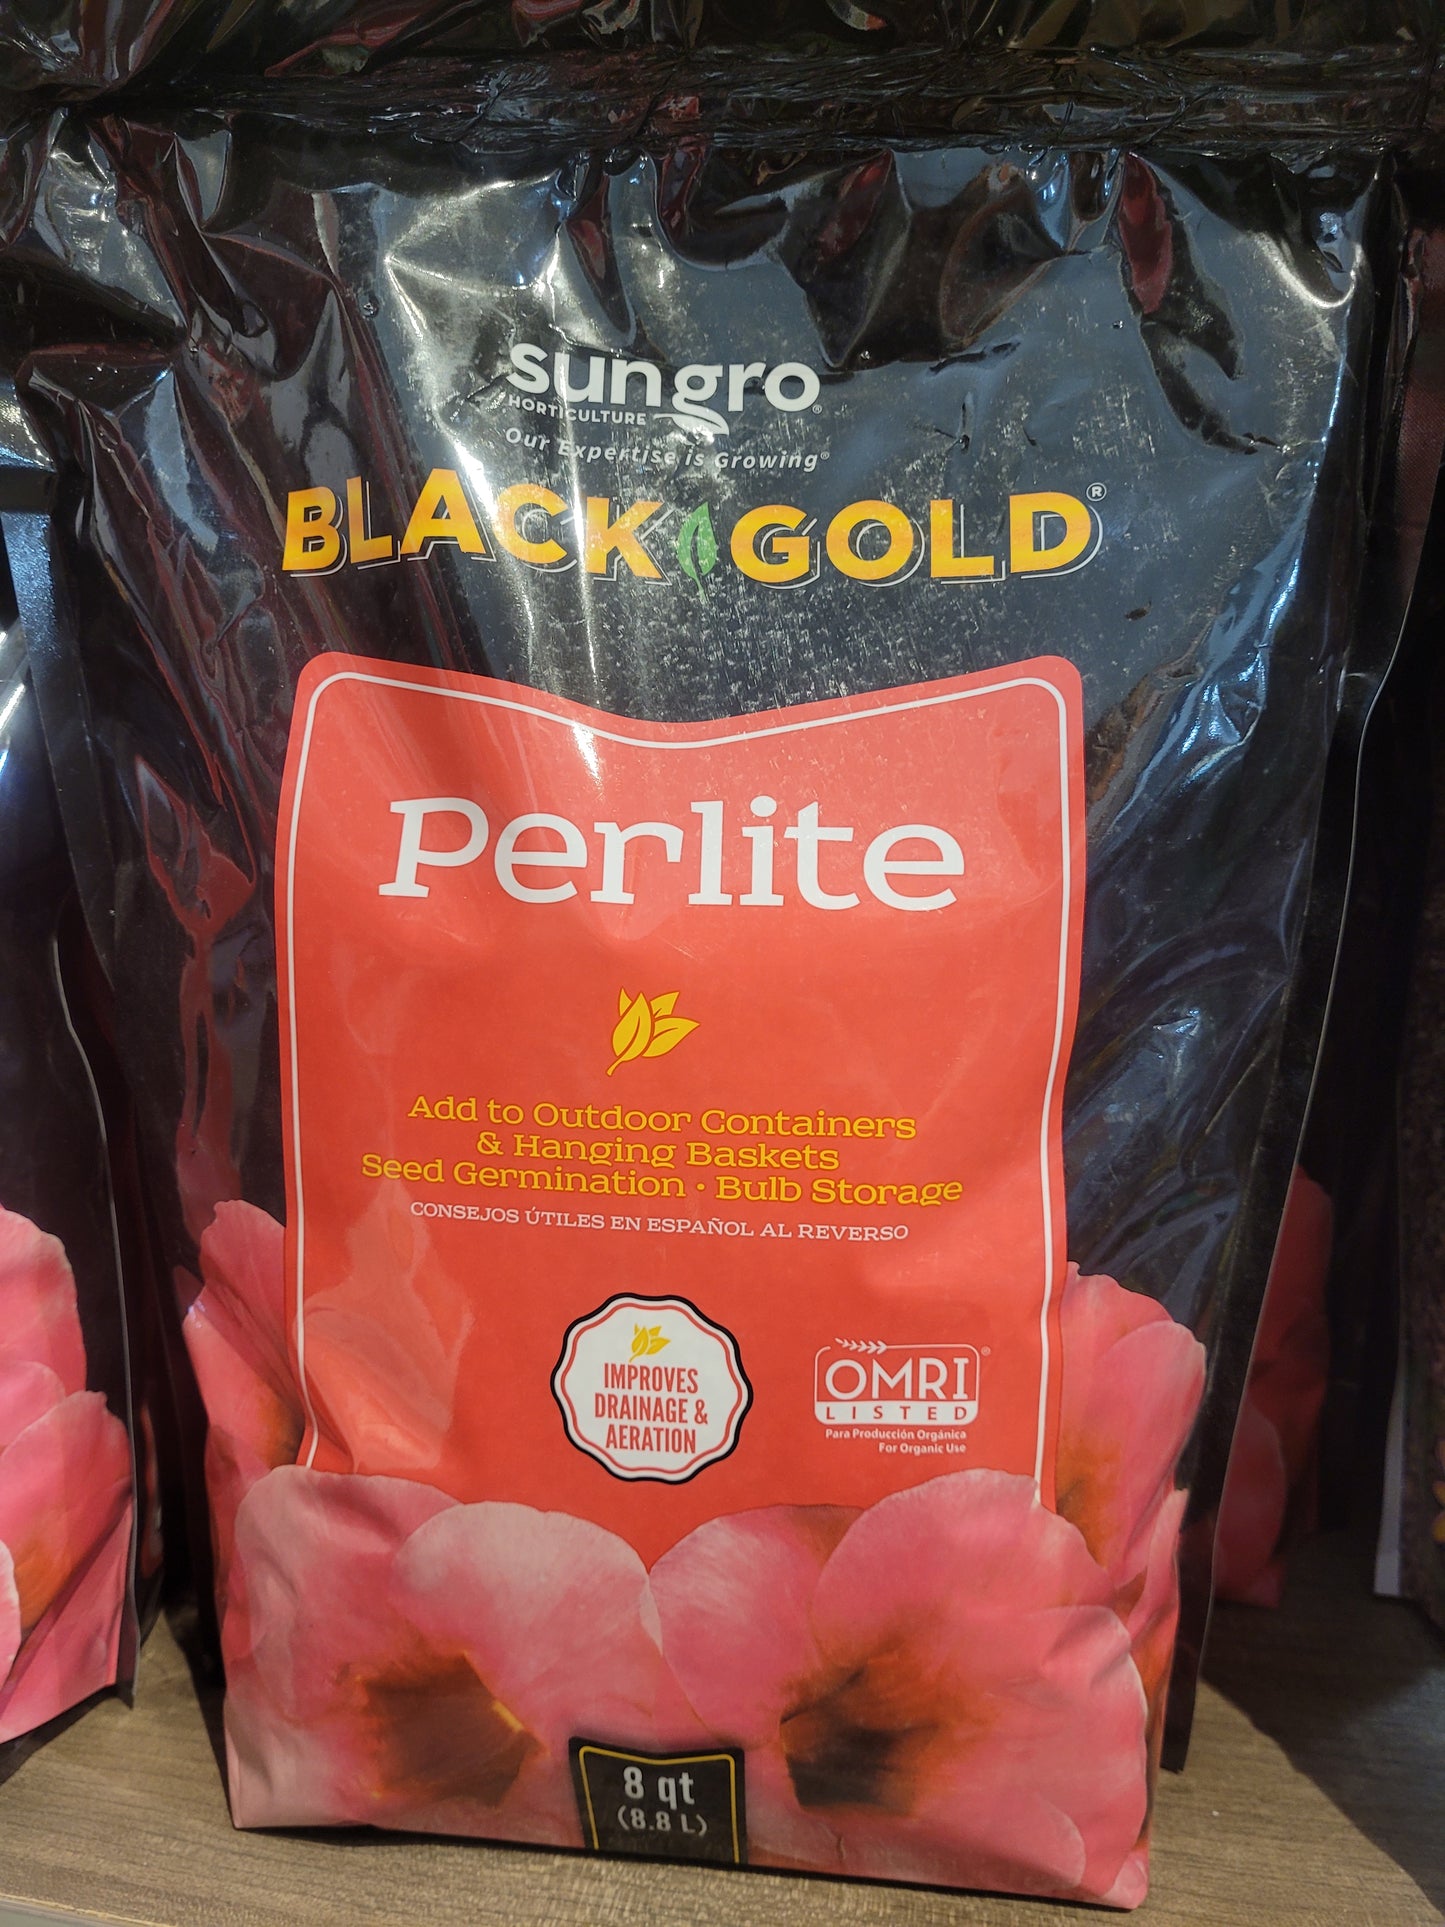 sungro®
HORTICULTURE
Our Expertise is Growing®
BLACK GOLD®
Perlite
Add to Outdoor Containers
& Hanging Baskets
Seed Germination · Bulb Storage
CONSEJOS ÚTILES EN ESPAÑOL AL REVERSO
IMPROVES
DRAINAGE &
AERATION
OMRI®
LISTED
Para Producción Orgánica
For Organic Use
8 qt
(8.8 L)